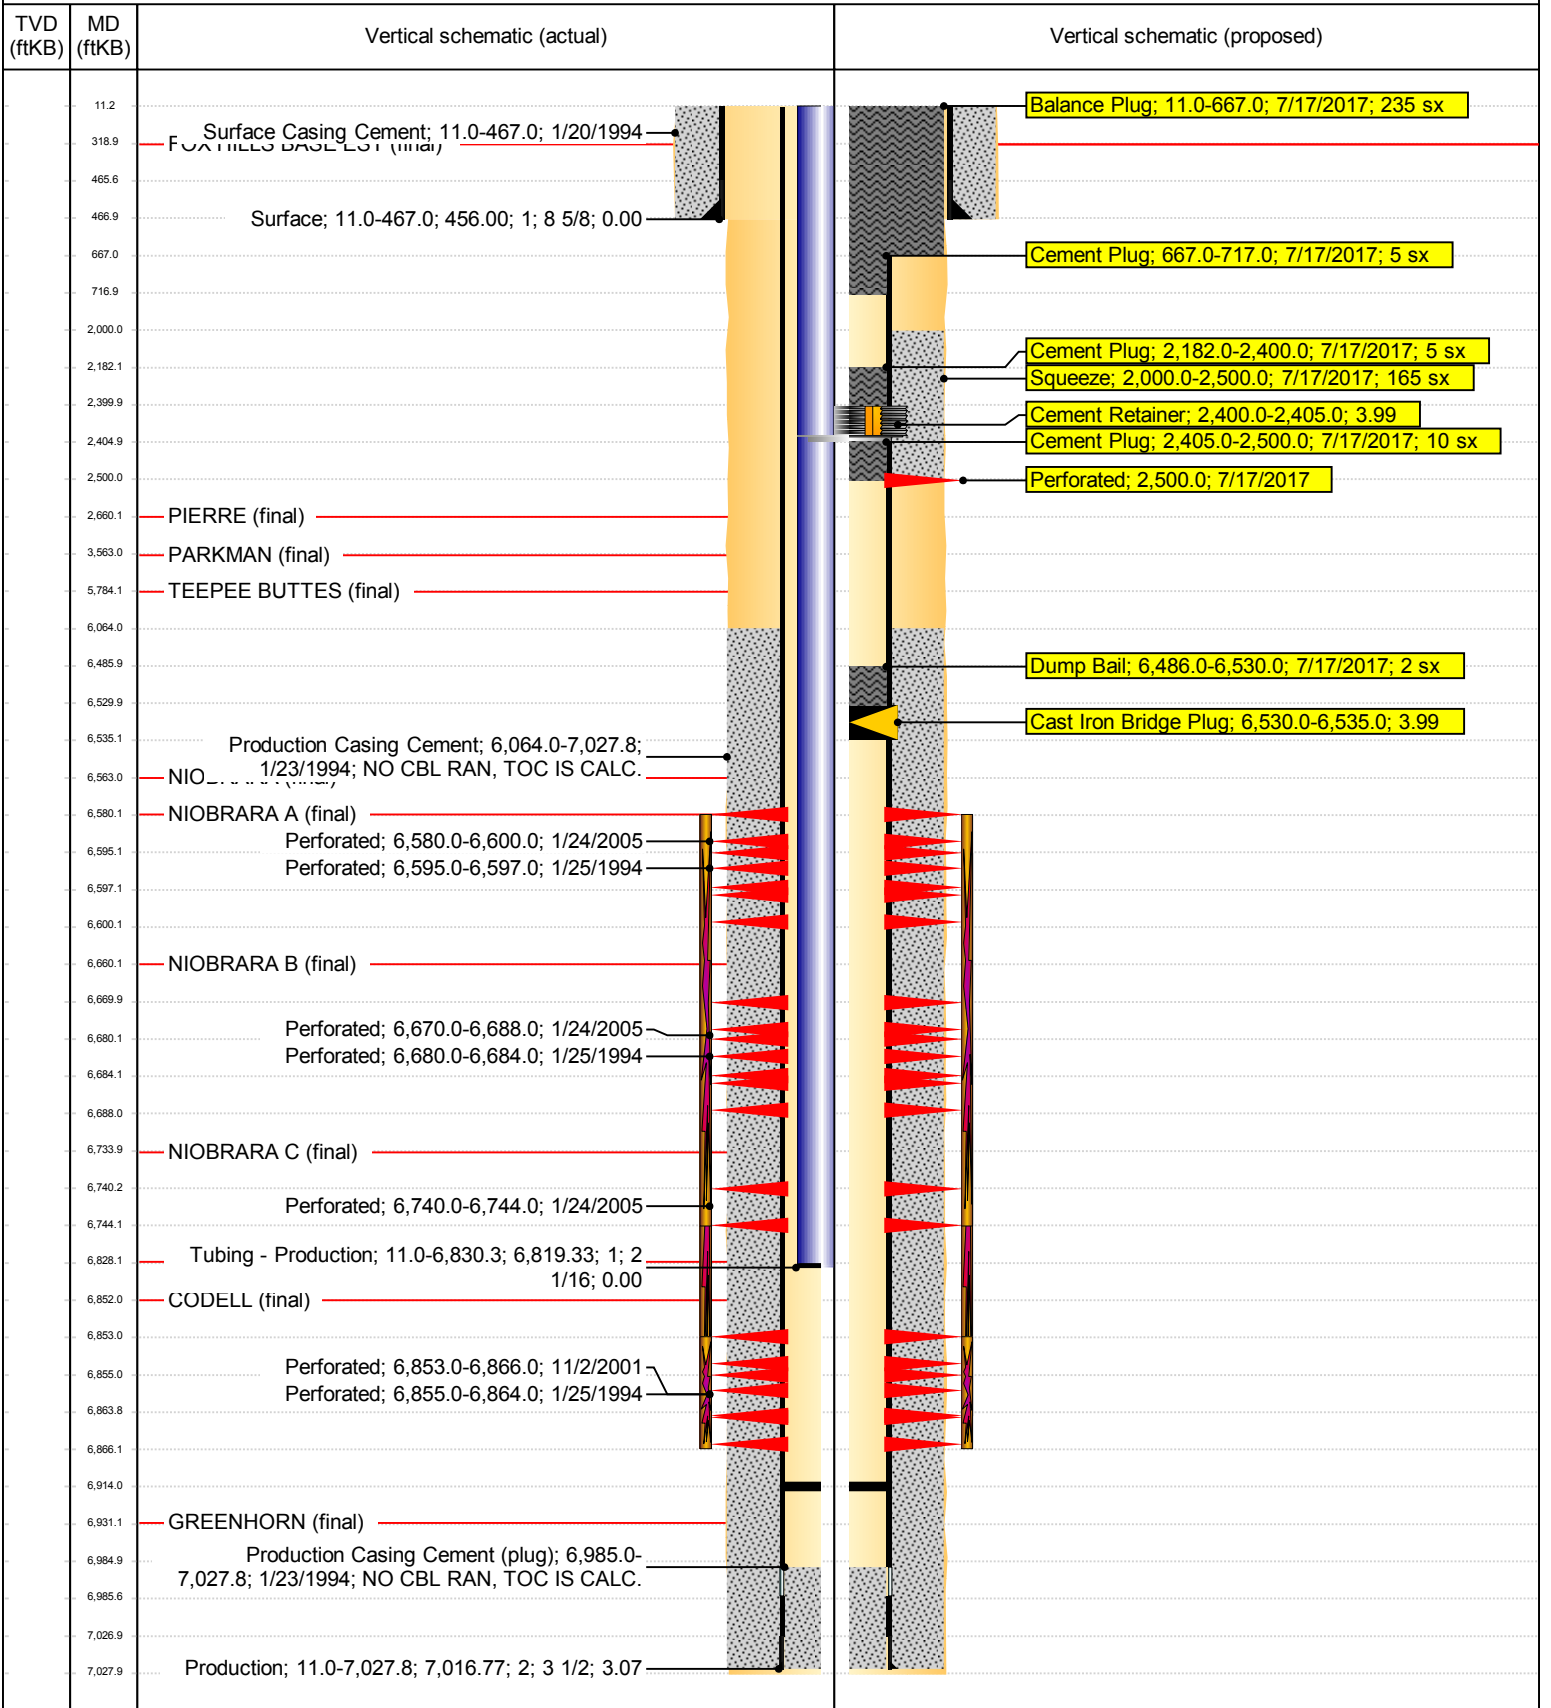 TVD (ftKB)
MD (ftKB)
Vertical schematic (actual)
Vertical schematic (proposed)
11.2
318.9
465.6
466.9
667.0
716.9
2,000.0
2,182.1
2,399.9
2,404.9
2,500.0
2,660.1
3,563.0
5,784.1
6,064.0
6,485.9
6,529.9
6,535.1
6,563.0
6,580.1
6,595.1
6,597.1
6,600.1
6,660.1
6,669.9
6,680.1
6,684.1
6,688.0
6,733.9
6,740.2
6,744.1
6,828.1
6,852.0
6,853.0
6,855.0
6,863.8
6,866.1
6,914.0
6,931.1
6,984.9
6,985.6
7,026.9
7,027.9
Surface Casing Cement; 11.0-467.0; 1/20/1994
FOX HILLS BASE EST (final)
Surface; 11.0-467.0; 456.00; 1; 8 5/8; 0.00
PIERRE (final)
PARKMAN (final)
TEEPEE BUTTES (final)
Production Casing Cement; 6,064.0-7,027.8;
1/23/1994; NO CBL RAN, TOC IS CALC.
NIOBRARA (final)
NIOBRARA A (final)
Perforated; 6,580.0-6,600.0; 1/24/2005
Perforated; 6,595.0-6,597.0; 1/25/1994
NIOBRARA B (final)
Perforated; 6,670.0-6,688.0; 1/24/2005
Perforated; 6,680.0-6,684.0; 1/25/1994
NIOBRARA C (final)
Perforated; 6,740.0-6,744.0; 1/24/2005
Tubing - Production; 11.0-6,830.3; 6,819.33; 1; 2
1/16; 0.00
CODELL (final)
Perforated; 6,853.0-6,866.0; 11/2/2001
Perforated; 6,855.0-6,864.0; 1/25/1994
GREENHORN (final)
Production Casing Cement (plug); 6,985.0-
7,027.8; 1/23/1994; NO CBL RAN, TOC IS CALC.
Production; 11.0-7,027.8; 7,016.77; 2; 3 1/2; 3.07
Balance Plug; 11.0-667.0; 7/17/2017; 235 sx
Cement Plug; 667.0-717.0; 7/17/2017; 5 sx
Cement Plug; 2,182.0-2,400.0; 7/17/2017; 5 sx
Squeeze; 2,000.0-2,500.0; 7/17/2017; 165 sx
Cement Retainer; 2,400.0-2,405.0; 3.99
Cement Plug; 2,405.0-2,500.0; 7/17/2017; 10 sx
Perforated; 2,500.0; 7/17/2017
Dump Bail; 6,486.0-6,530.0; 7/17/2017; 2 sx
Cast Iron Bridge Plug; 6,530.0-6,535.0; 3.99